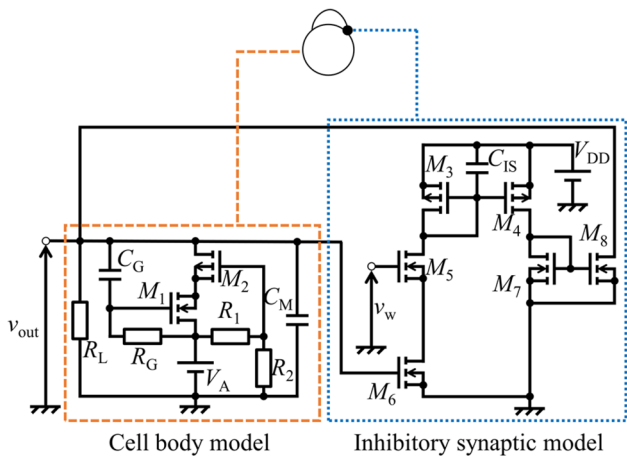 M3
CIS
VDD
M4
M8
CG
M2
M5
M7
M1
R1
CM
vw
vout
RL
RG
VA
R2
M6
Cell body model
Inhibitory synaptic model